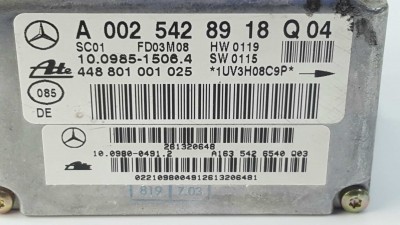 A 002 542 89 18 Q 04
SC01 FD03M08 HW 0119
10.0985-1506.4 SW 0115
Ate 448 801 001 025 *1UV3H08C9P*
085
DE
261320648
10.0980-0491.2 A163 542 6540 Q03
0221098004912613206481
819 7.03